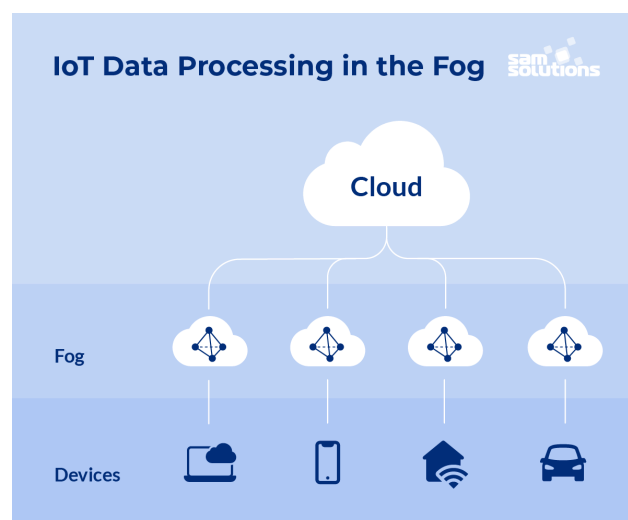 IoT Data Processing in the Fog
sam
solutions
Cloud
Fog
Devices